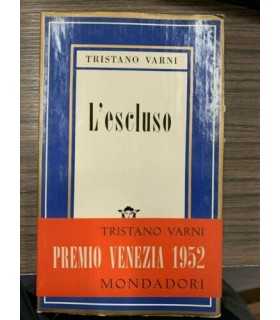 TRISTANO VARNI
L'escluso
TRISTANO VARNI
PREMIO VENEZIA 1952
MONDADORI